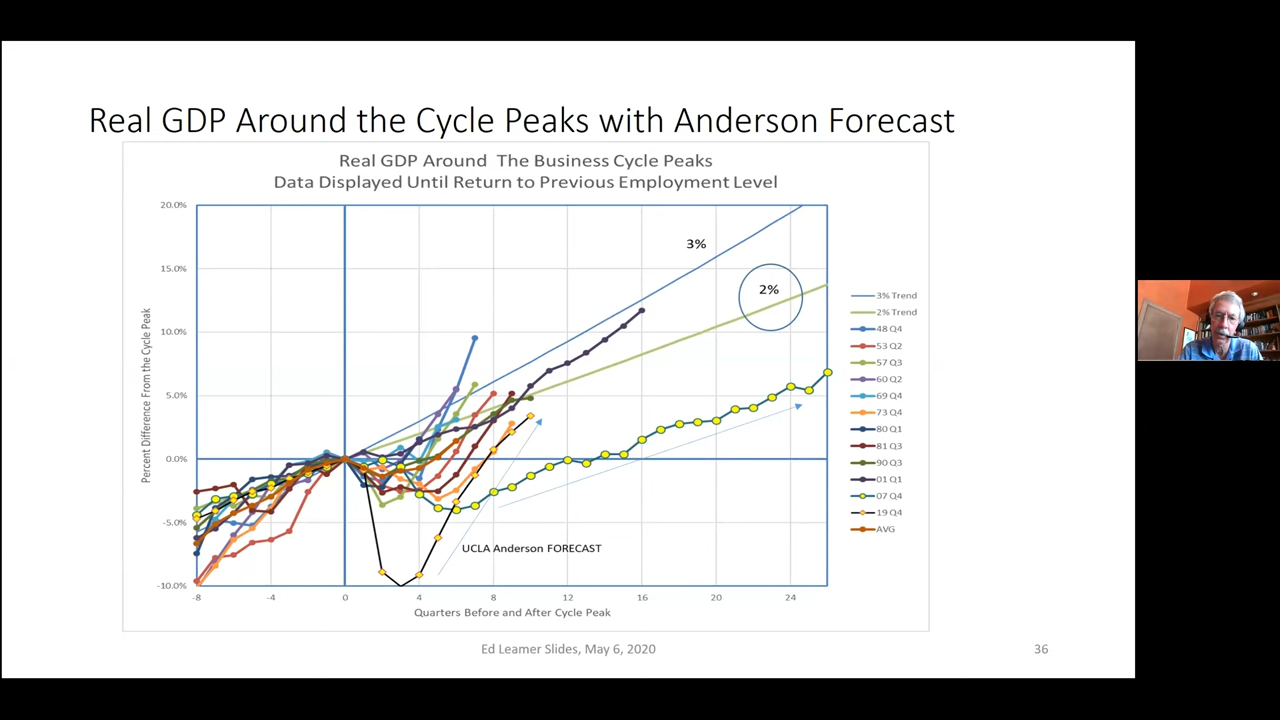 Real GDP Around the Cycle Peaks with Anderson Forecast
Real GDP Around The Business Cycle Peaks
Data Displayed Until Return to Previous Employment Level
20.0%
15.0%
10.0%
5.0%
0.0%
-5.0%
-10.0%
Percent Difference From the Cycle Peak
3%
2%
UCLA Anderson FORECAST
-8
-4
0
4
8
12
16
20
24
Quarters Before and After Cycle Peak
3% Trend
2% Trend
48 Q4
53 Q2
57 Q3
60 Q2
69 Q4
73 Q4
80 Q1
81 Q3
90 Q3
01 Q1
07 Q4
19 Q4
AVG
Ed Leamer Slides, May 6, 2020
36